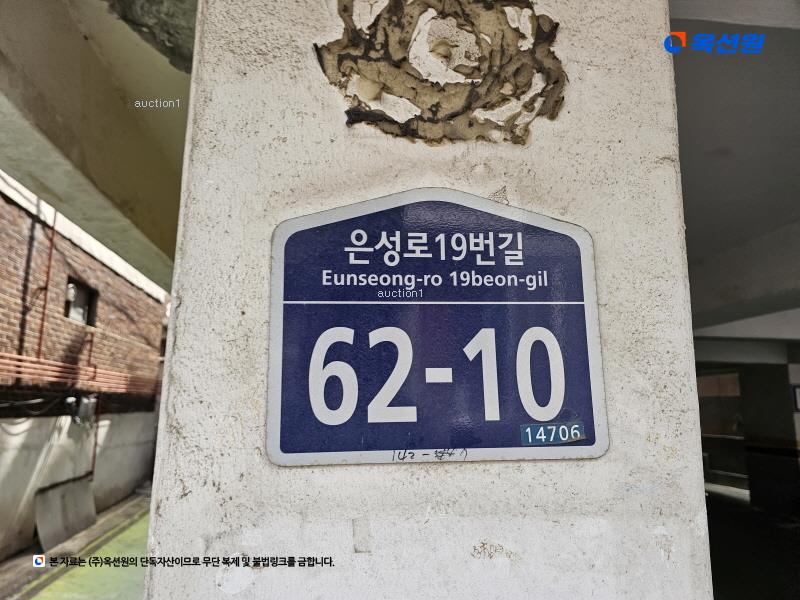 옥션원
auction1
은성로19번길
Eunseong-ro 19beon-gil
auction1
62-10
14706
본 자료는 (주)옥션원의 단독자산이므로 무단 복제 및 불법링크를 금합니다.